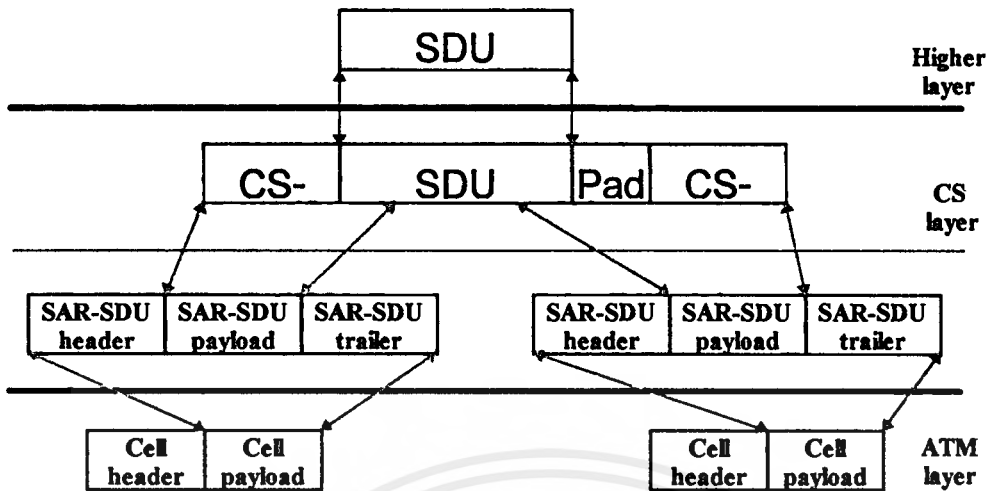 SDU
Higher
layer
CS-
SDU
Pad
CS-
CS
layer
SAR-SDU
header
SAR-SDU
payload
SAR-SDU
trailer
SAR-SDU
header
SAR-SDU
payload
SAR-SDU
trailer
Cell
header
Cell
payload
Cell
header
Cell
payload
ATM
layer